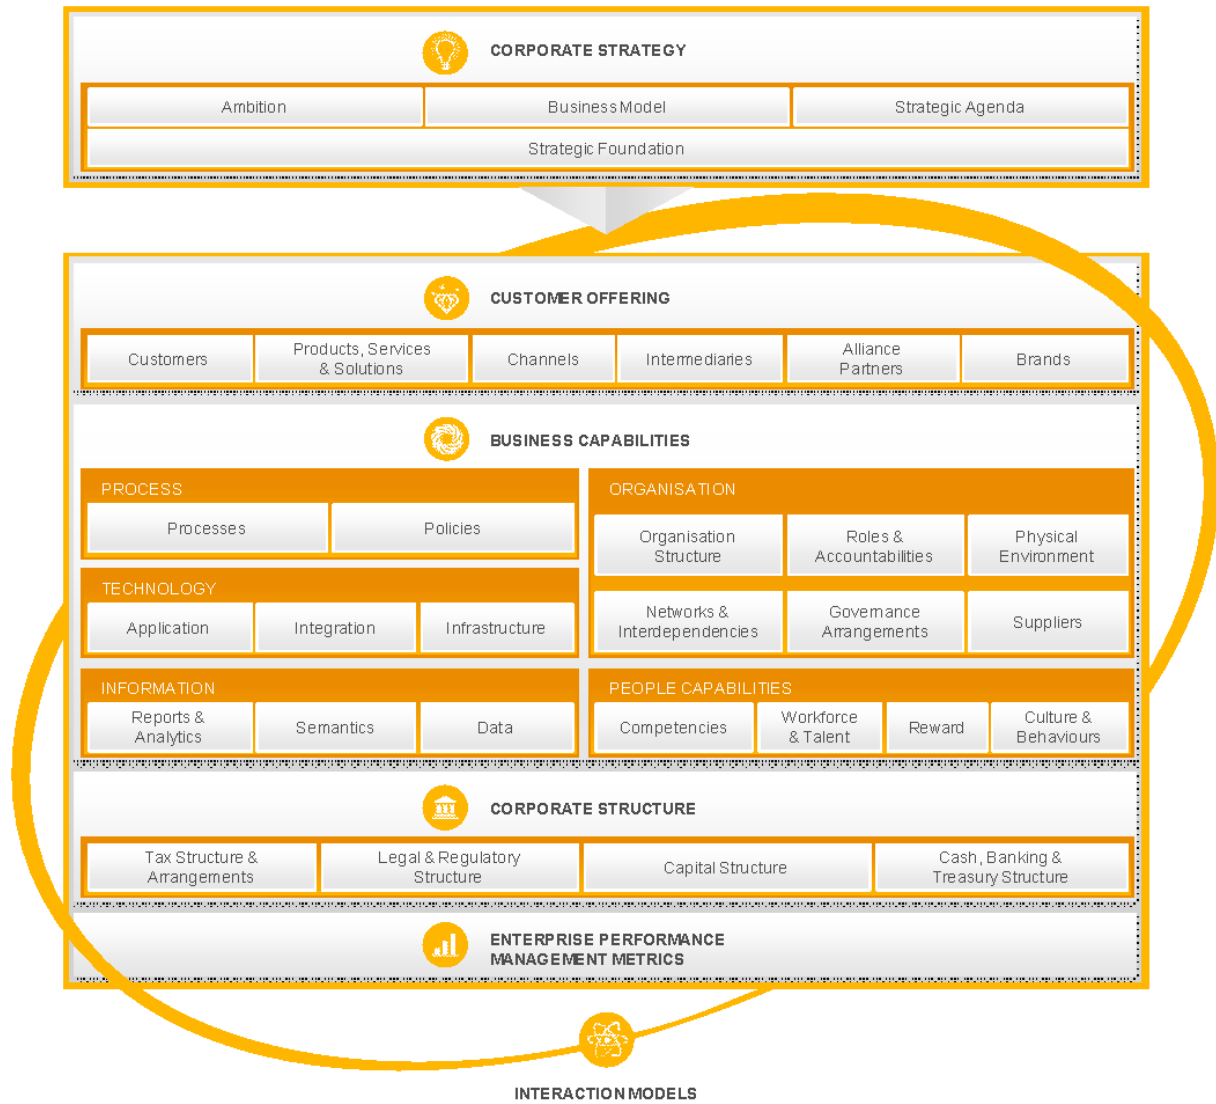 CORPORATE STRATEGY
Ambition
Business Model
Strategic Agenda
Strategic Foundation
CUSTOMER OFFERING
Customers
Products, Services
& Solutions
Channels
Intermediaries
Alliance
Partners
Brands
BUSINESS CAPABILITIES
PROCESS
Processes
Policies
TECHNOLOGY
Application
Integration
Infrastructure
INFORMATION
Reports &
Analytics
Semantics
Data
ORGANISATION
Organisation
Structure
Roles &
Accountabilities
Physical
Environment
Networks &
Interdependencies
Governance
Arrangements
Suppliers
PEOPLE CAPABILITIES
Competencies
Workforce
& Talent
Reward
Culture &
Behaviours
CORPORATE STRUCTURE
Tax Structure &
Arrangements
Legal & Regulatory
Structure
Capital Structure
Cash, Banking &
Treasury Structure
ENTERPRISE PERFORMANCE
MANAGEMENT METRICS
INTERACTION MODELS